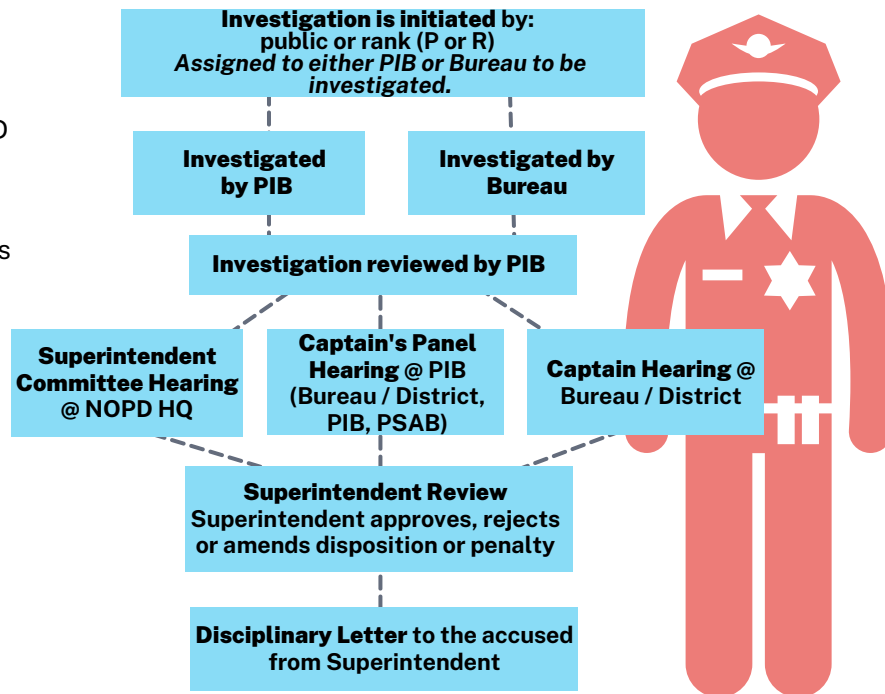 Investigation is initiated by:
public or rank (P or R)
Assigned to either PIB or Bureau to be
investigated.
Investigated
by PIB
Investigated by
Bureau
Investigation reviewed by PIB
Superintendent
Committee Hearing
@ NOPD HQ
Captain's Panel
Hearing @ PIB
(Bureau / District,
PIB, PSAB)
Captain Hearing @
Bureau / District
Superintendent Review
Superintendent approves, rejects
or amends disposition or penalty
Disciplinary Letter to the accused
from Superintendent